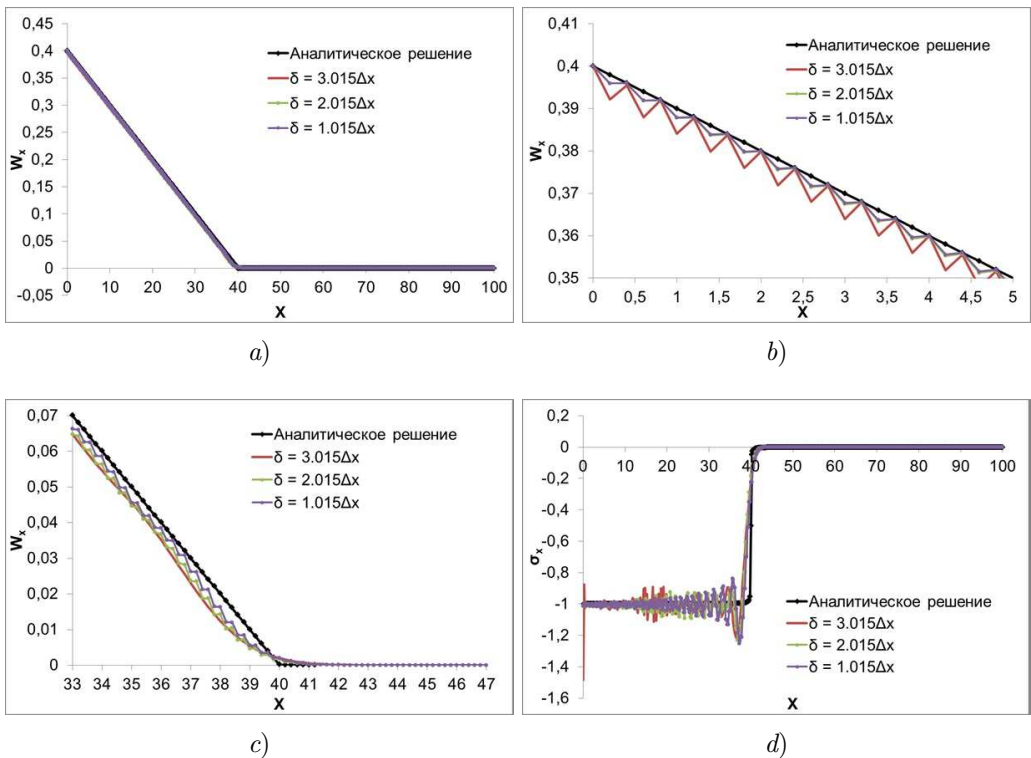 0,45
0,4
0,35
0,3
0,25
0,2
0,15
0,1
0,05
0
-0,05
Wx
0 10 20 30 40 50 60 70 80 90 100
X
Аналитическое решение
δ = 3.015Δx
δ = 2.015Δx
δ = 1.015Δx
a)
0,41
0,4
0,39
0,38
0,37
0,36
0,35
Wx
0 0,5 1 1,5 2 2,5 3 3,5 4 4,5 5
X
Аналитическое решение
δ = 3.015Δx
δ = 2.015Δx
δ = 1.015Δx
b)
0,07
0,06
0,05
0,04
0,03
0,02
0,01
0
Wx
33 34 35 36 37 38 39 40 41 42 43 44 45 46 47
X
Аналитическое решение
δ = 3.015Δx
δ = 2.015Δx
δ = 1.015Δx
c)
0,2
0
-0,2
-0,4
-0,6
-0,8
-1
-1,2
-1,4
-1,6
σx
0 10 20 30 40 50 60 70 80 90 100
X
Аналитическое решение
δ = 3.015Δx
δ = 2.015Δx
δ = 1.015Δx
d)